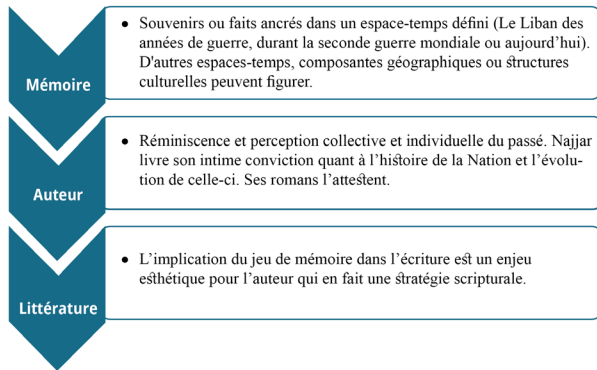 Mémoire
• Souvenirs ou faits ancrés dans un espace-temps défini (Le Liban des
années de guerre, durant la seconde guerre mondiale ou aujourd’hui).
D'autres espaces-temps, composantes géographiques ou structures
culturelles peuvent figurer.
Auteur
• Réminiscence et perception collective et individuelle du passé. Najjar
livre son intime conviction quant à l’histoire de la Nation et l’évolu-
tion de celle-ci. Ses romans l’attestent.
Littérature
• L’implication du jeu de mémoire dans l’écriture est un enjeu
esthétique pour l’auteur qui en fait une stratégie scripturale.